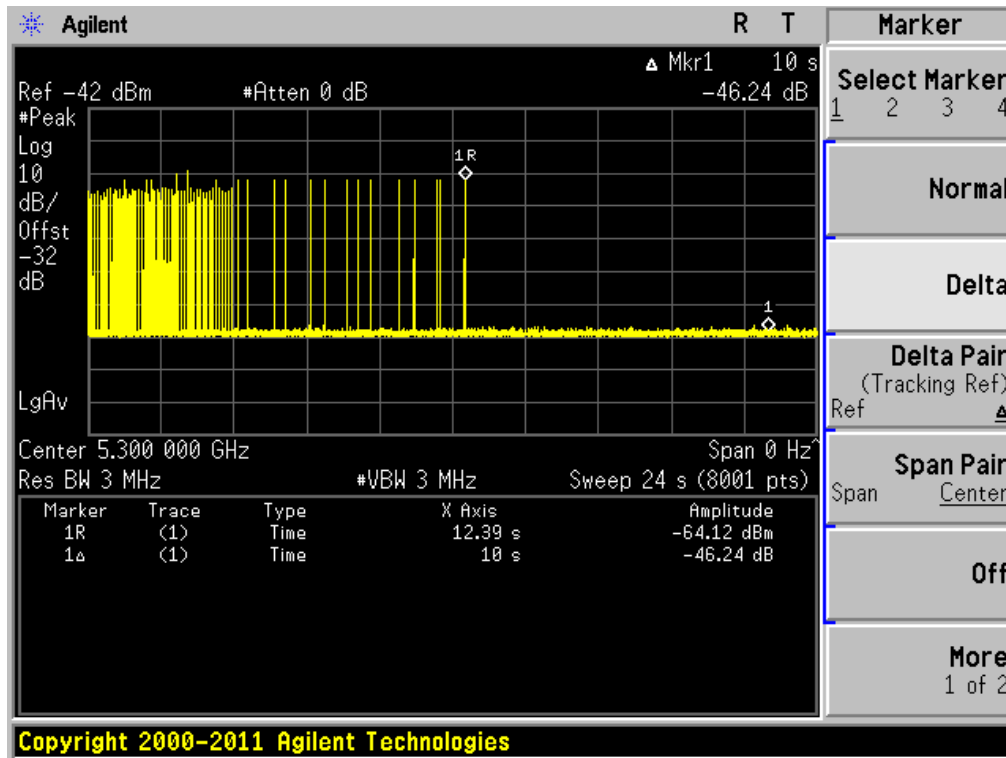 Agilent R T
Δ Mkr1 10 s
Ref -42 dBm #Atten 0 dB -46.24 dB
#Peak
Log
10
dB/
Offst
-32
dB
LgAv
1R
1
Center 5.300 000 GHz Span 0 Hz^
Res BW 3 MHz #VBW 3 MHz Sweep 24 s (8001 pts)
Marker Trace Type X Axis Amplitude
1R (1) Time 12.39 s -64.12 dBm
1Δ (1) Time 10 s -46.24 dB
Copyright 2000-2011 Agilent Technologies
Marker
Select Marker
1 2 3 4
Normal
Delta
Delta Pair
(Tracking Ref)
Ref Δ
Span Pair
Span Center
Off
More
1 of 2